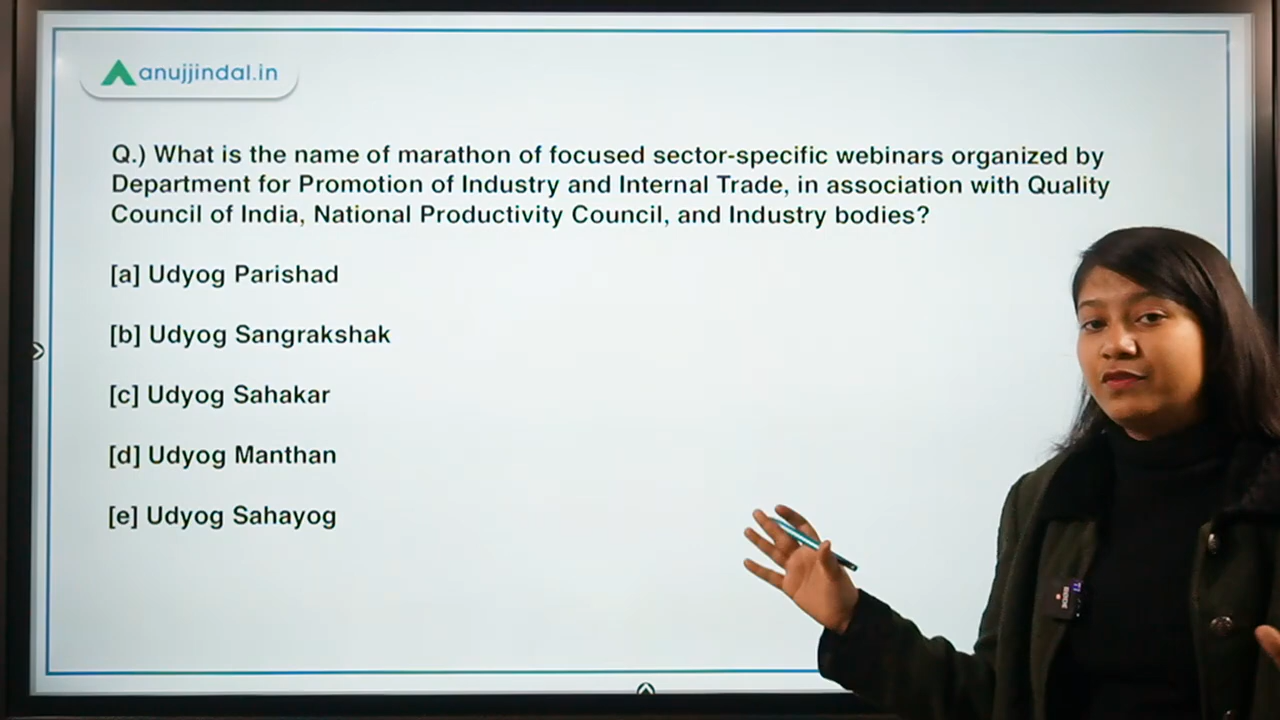 anujjindal.in
Q.) What is the name of marathon of focused sector-specific webinars organized by
Department for Promotion of Industry and Internal Trade, in association with Quality
Council of India, National Productivity Council, and Industry bodies?
[a] Udyog Parishad
[b] Udyog Sangrakshak
[c] Udyog Sahakar
[d] Udyog Manthan
[e] Udyog Sahayog